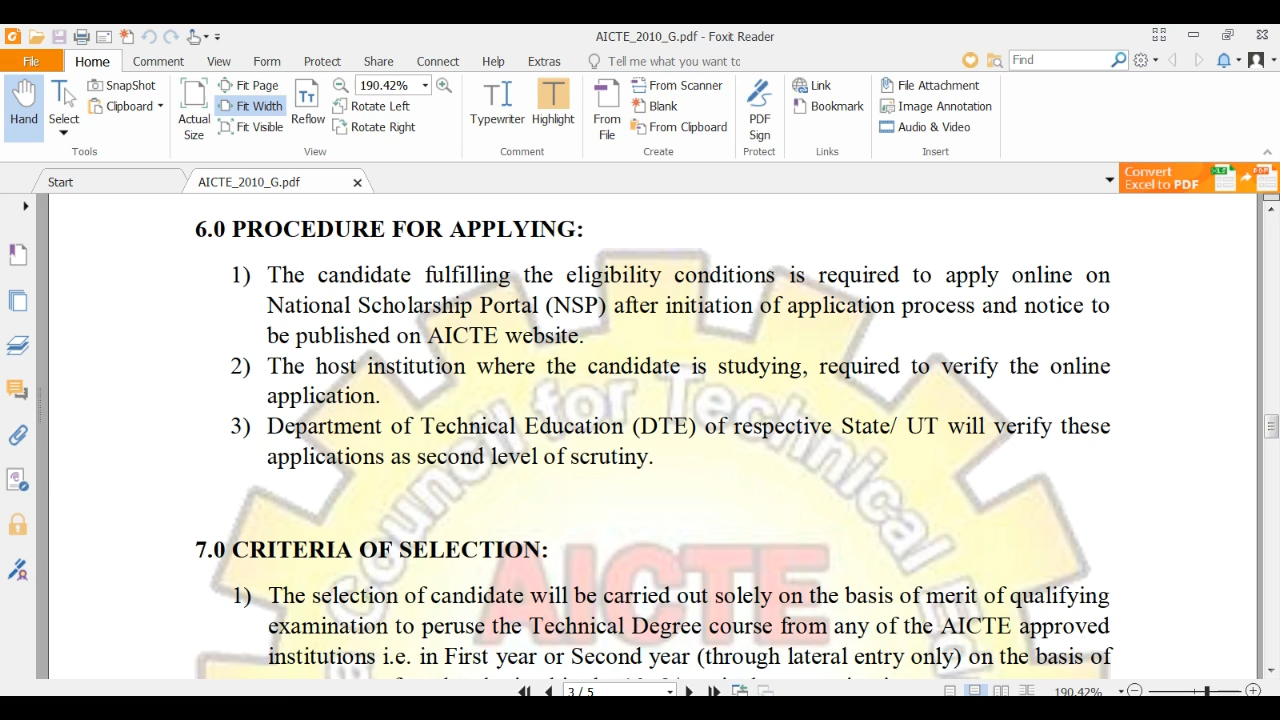 AICTE_2010_G.pdf - Foxit Reader
File Home Comment View Form Protect Share Connect Help Extras Tell me what you want to Find
Hand
Select
SnapShot
Clipboard
Tools
Actual Size
Fit Page
Fit Width
Fit Visible
Reflow
190.42%
Rotate Left
Rotate Right
View
Typewriter
Highlight
Comment
From File
From Scanner
Blank
From Clipboard
Create
PDF Sign
Protect
Link
Bookmark
Links
File Attachment
Image Annotation
Audio & Video
Insert
Start AICTE_2010_G.pdf
Convert
Excel to PDF
6.0 PROCEDURE FOR APPLYING:
1) The candidate fulfilling the eligibility conditions is required to apply online on
National Scholarship Portal (NSP) after initiation of application process and notice to
be published on AICTE website.
2) The host institution where the candidate is studying, required to verify the online
application.
3) Department of Technical Education (DTE) of respective State/ UT will verify these
applications as second level of scrutiny.
Council for Technical
AICTE
7.0 CRITERIA OF SELECTION:
1) The selection of candidate will be carried out solely on the basis of merit of qualifying
examination to peruse the Technical Degree course from any of the AICTE approved
institutions i.e. in First year or Second year (through lateral entry only) on the basis of
3 / 5 190.42%